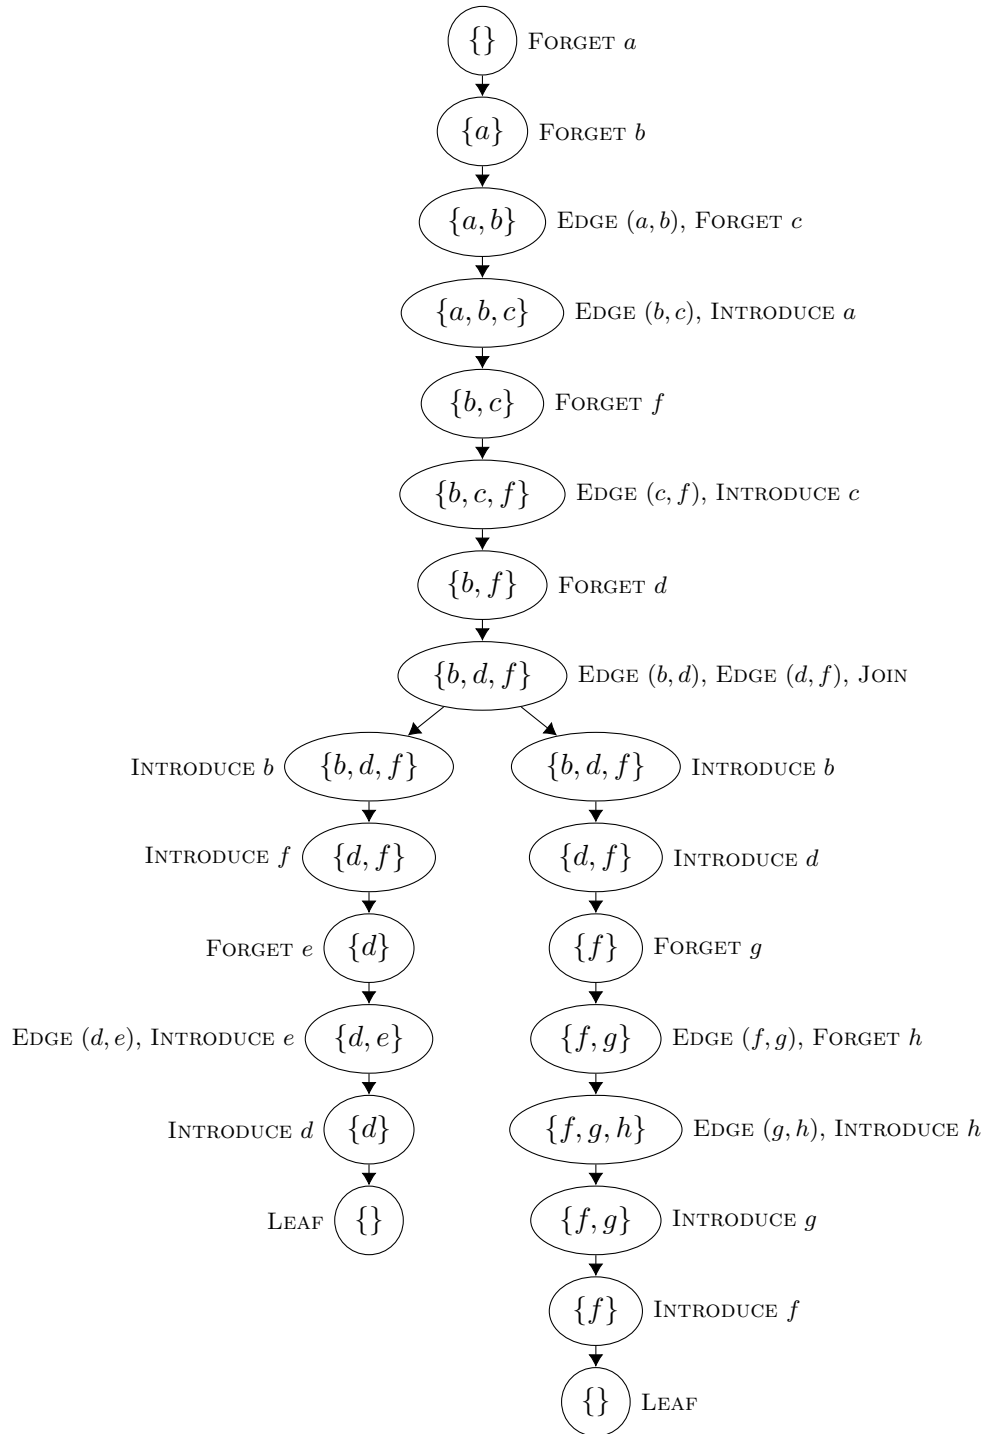 {} FORGET a
{a} FORGET b
{a, b} EDGE (a, b), FORGET c
{a, b, c} EDGE (b, c), INTRODUCE a
{b, c} FORGET f
{b, c, f} EDGE (c, f), INTRODUCE c
{b, f} FORGET d
{b, d, f} EDGE (b, d), EDGE (d, f), JOIN
INTRODUCE b {b, d, f} {b, d, f} INTRODUCE b
INTRODUCE f {d, f} {d, f} INTRODUCE d
FORGET e {d} {f} FORGET g
EDGE (d, e), INTRODUCE e {d, e} {f, g} EDGE (f, g), FORGET h
INTRODUCE d {d} {f, g, h} EDGE (g, h), INTRODUCE h
LEAF {} {f, g} INTRODUCE g
{f} INTRODUCE f
{} LEAF